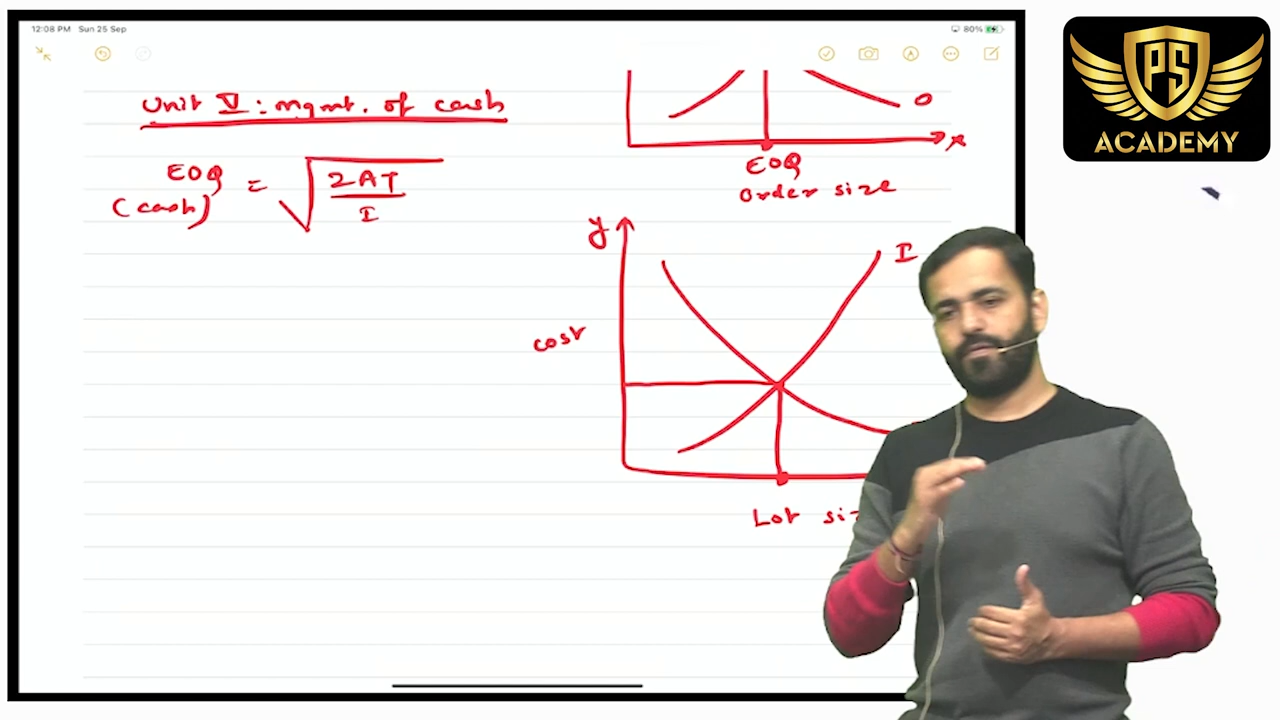 12:08 PM Sun 25 Sep
80%
PS
ACADEMY
Unit V : mgmt. of cash
EOQ = √ 2AT
(cash) I
O
x
EOQ
order size
y
I
cost
Lot